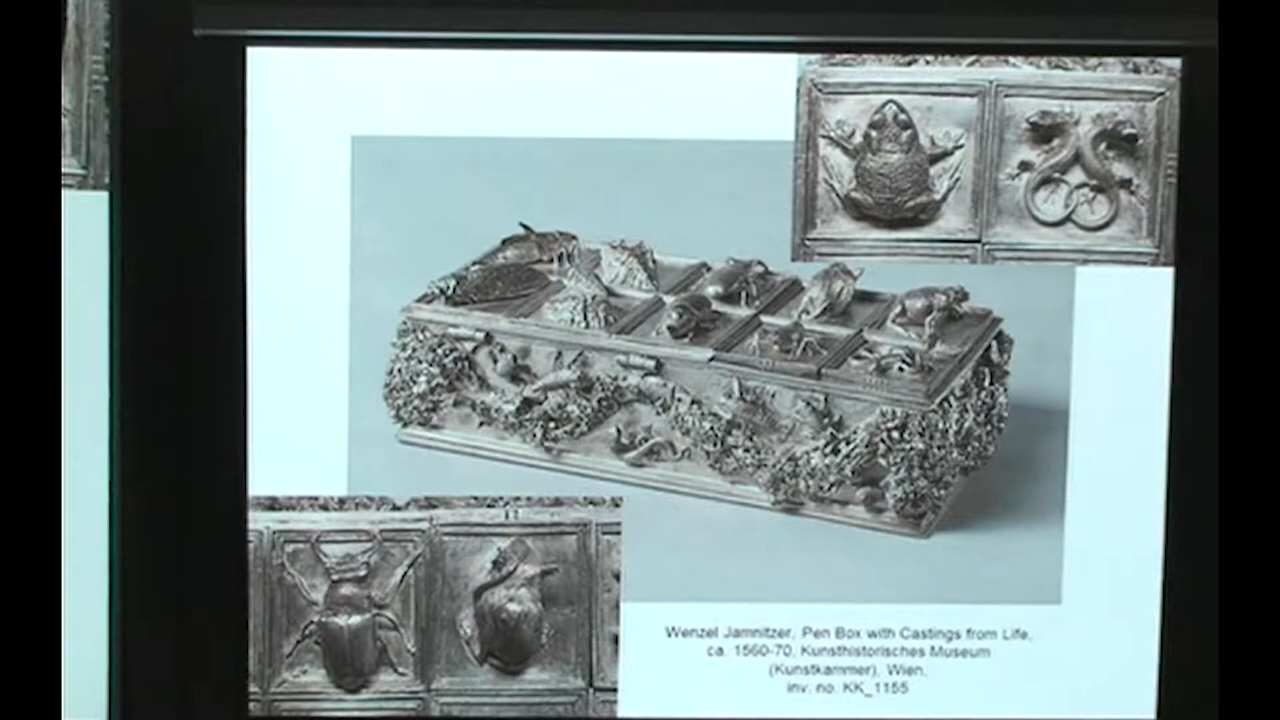 Wenzel Jamnitzer, Pen Box with Castings from Life,
ca. 1560-70, Kunsthistorisches Museum
(Kunstkammer), Wien,
inv. no. KK_1155